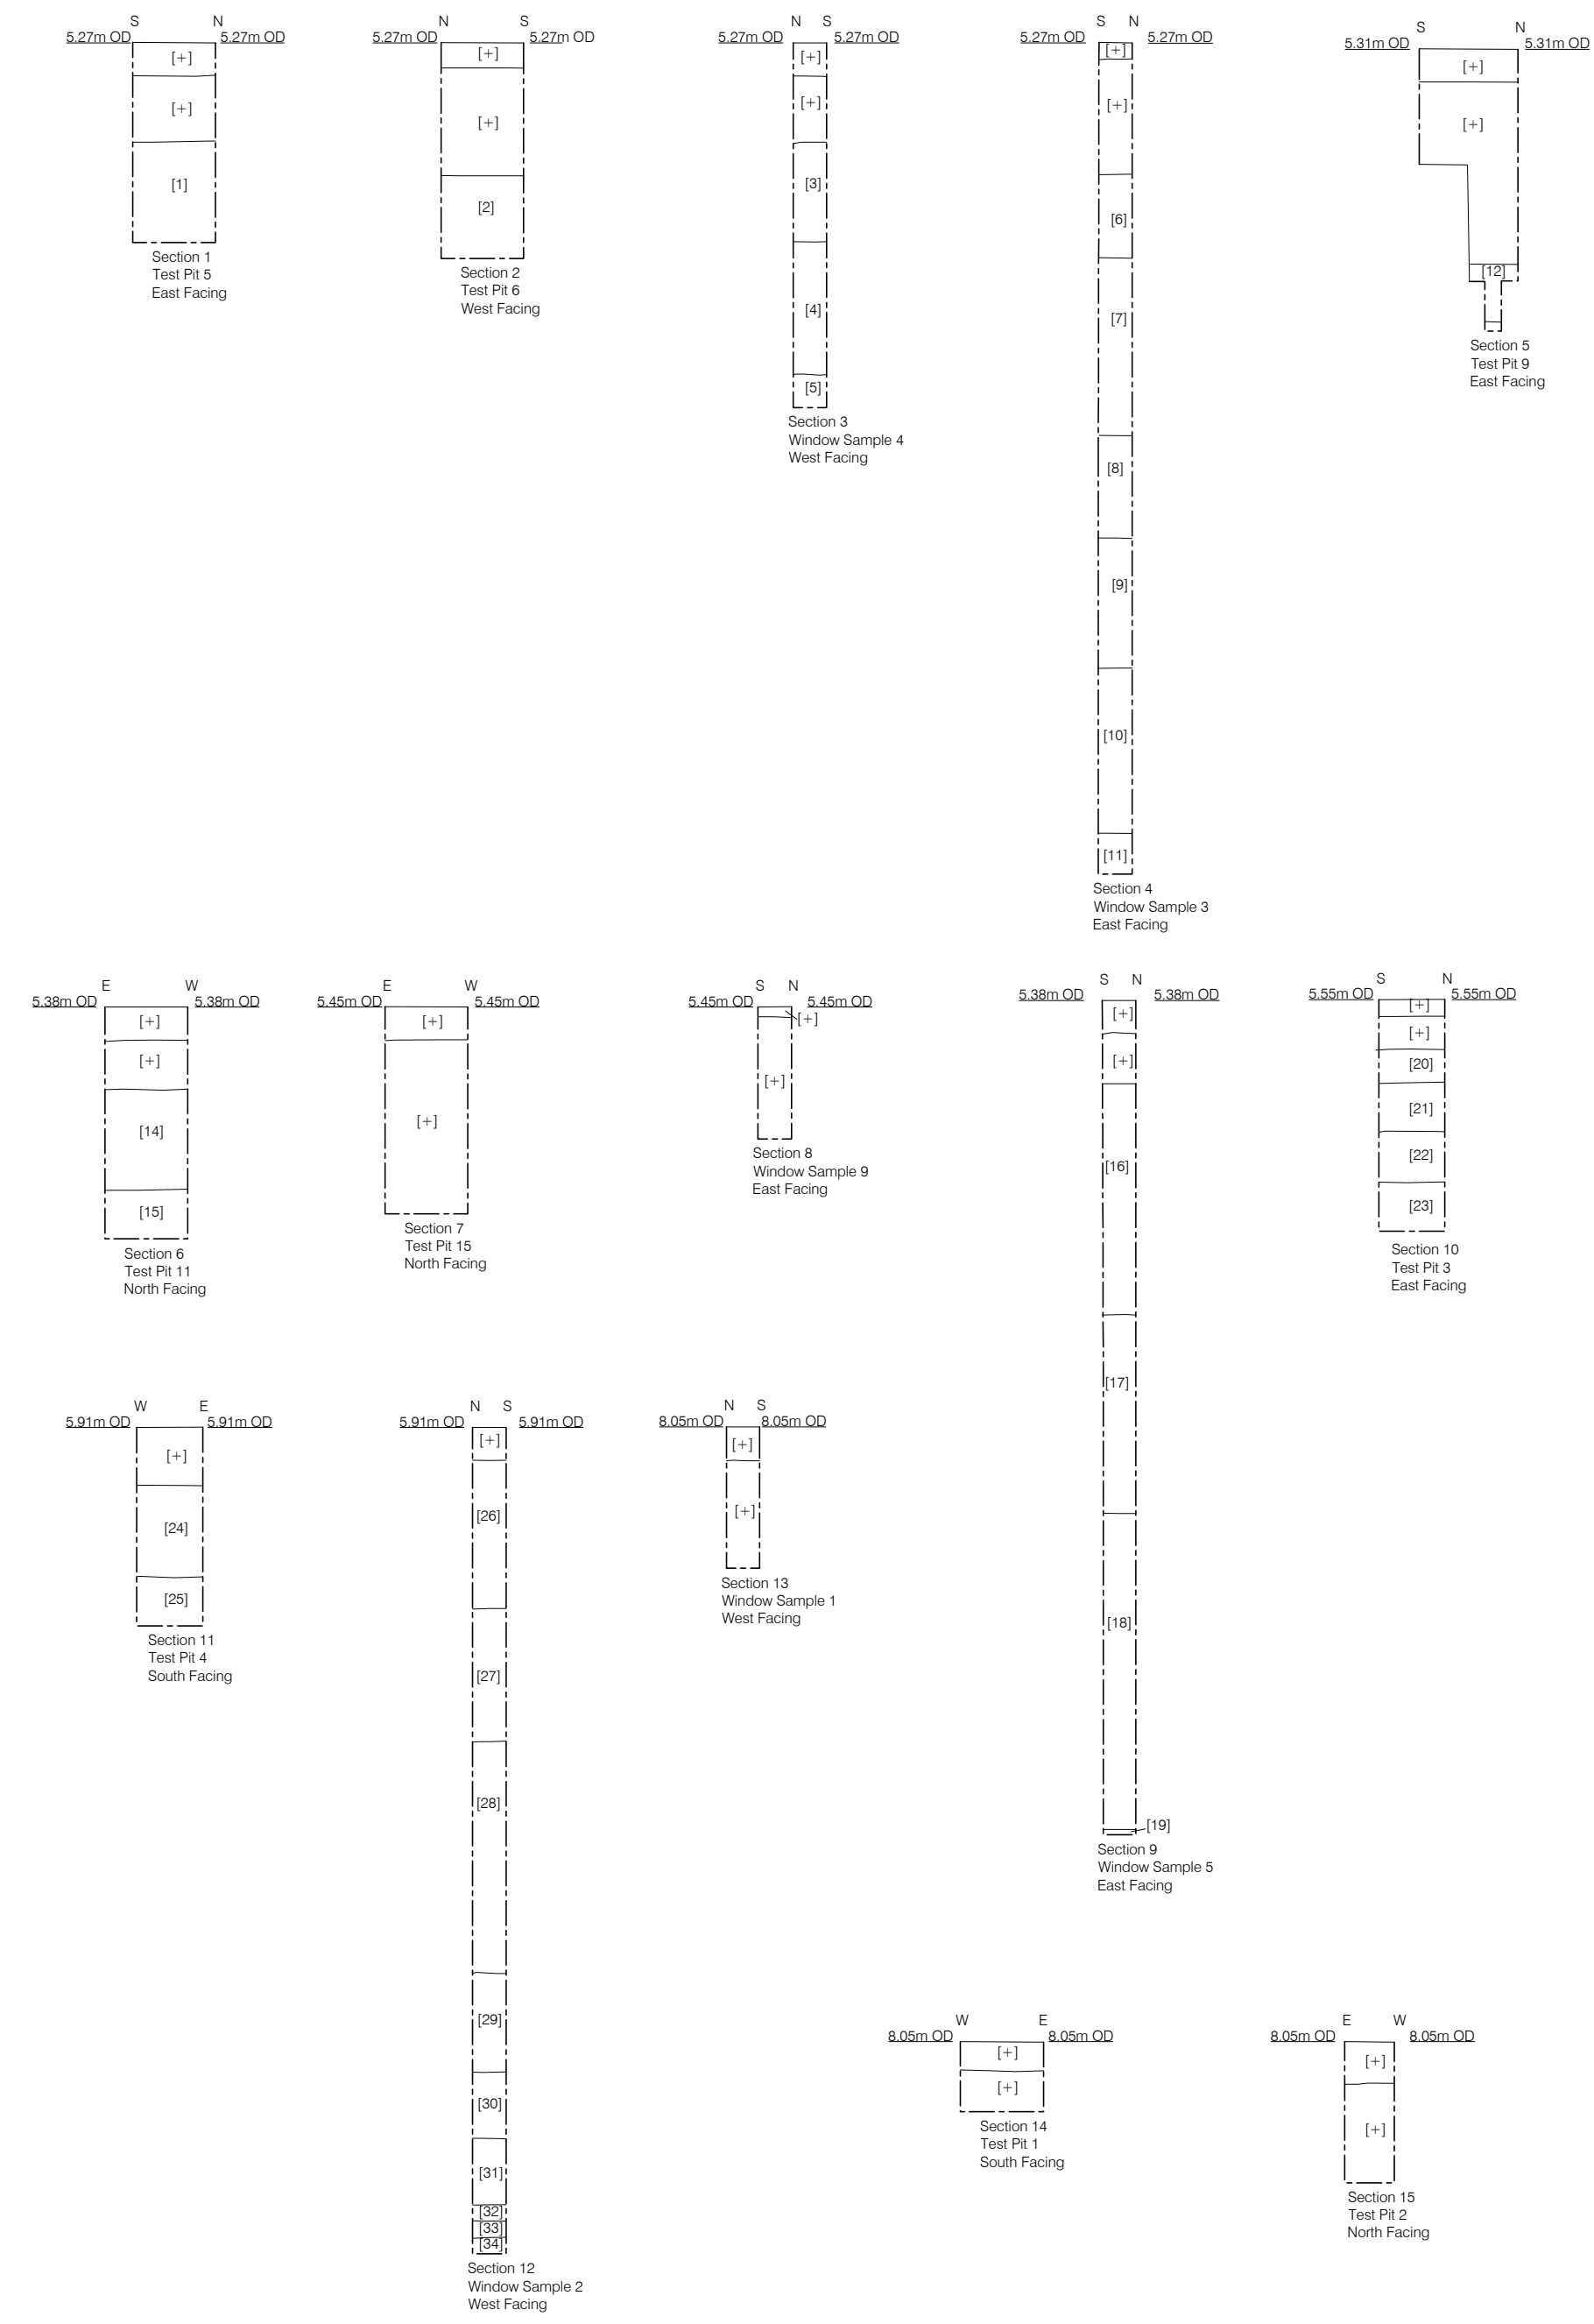 S N
5.27m OD 5.27m OD
[+]
[+]
[1]
Section 1
Test Pit 5
East Facing
N S
5.27m OD 5.27m OD
[+]
[+]
[2]
Section 2
Test Pit 6
West Facing
N S
5.27m OD 5.27m OD
[+]
[+]
[3]
[4]
[5]
Section 3
Window Sample 4
West Facing
S N
5.27m OD 5.27m OD
[+]
[+]
[6]
[7]
[8]
[9]
[10]
[11]
Section 4
Window Sample 3
East Facing
S N
5.31m OD 5.31m OD
[+]
[+]
[12]
Section 5
Test Pit 9
East Facing
E W
5.38m OD 5.38m OD
[+]
[+]
[14]
[15]
Section 6
Test Pit 11
North Facing
E W
5.45m OD 5.45m OD
[+]
[+]
Section 7
Test Pit 15
North Facing
S N
5.45m OD 5.45m OD
[+]
[+]
Section 8
Window Sample 9
East Facing
S N
5.38m OD 5.38m OD
[+]
[+]
[16]
[17]
[18]
[19]
Section 9
Window Sample 5
East Facing
S N
5.55m OD 5.55m OD
[+]
[+]
[20]
[21]
[22]
[23]
Section 10
Test Pit 3
East Facing
W E
5.91m OD 5.91m OD
[+]
[24]
[25]
Section 11
Test Pit 4
South Facing
N S
5.91m OD 5.91m OD
[+]
[26]
[27]
[28]
[29]
[30]
[31]
[32]
[33]
[34]
Section 12
Window Sample 2
West Facing
N S
8.05m OD 8.05m OD
[+]
[+]
Section 13
Window Sample 1
West Facing
W E
8.05m OD 8.05m OD
[+]
[+]
Section 14
Test Pit 1
South Facing
E W
8.05m OD 8.05m OD
[+]
[+]
Section 15
Test Pit 2
North Facing